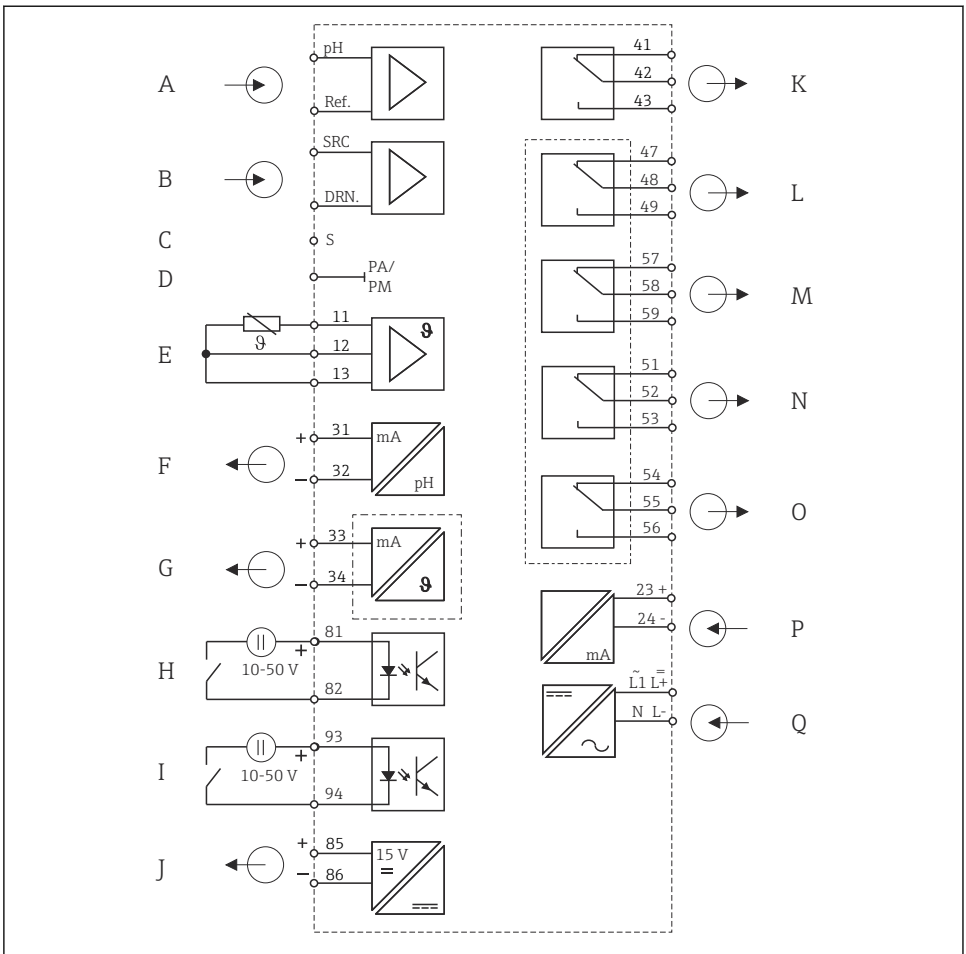 A
pH
Ref.
B
SRC
DRN.
C
S
D
PA/
PM
E
ϑ
11
12
13
ϑ
F
+ 31
− 32
mA
pH
G
+ 33
− 34
mA
ϑ
H
10-50 V
+
81
82
I
10-50 V
+
93
94
J
+ 85
− 86
15 V
=
41
42
43
K
47
48
49
L
57
58
59
M
51
52
53
N
54
55
56
O
23 +
24 -
mA
P
~ =
L1 L+
N L-
Q